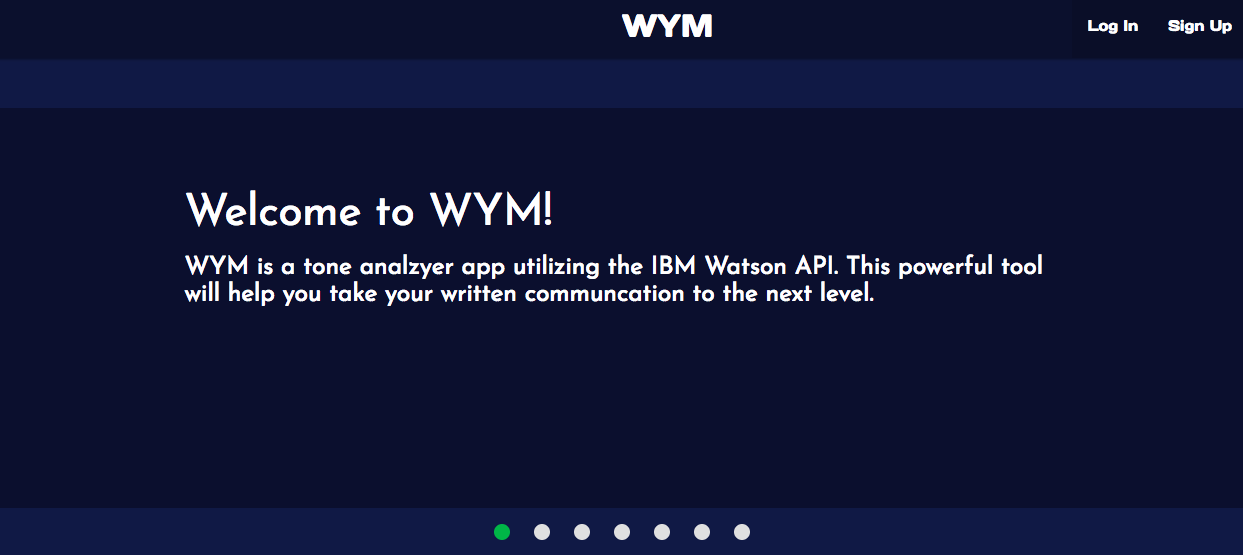 WYM
Log In
Sign Up
Welcome to WYM!
WYM is a tone analzyer app utilizing the IBM Watson API. This powerful tool
will help you take your written communcation to the next level.